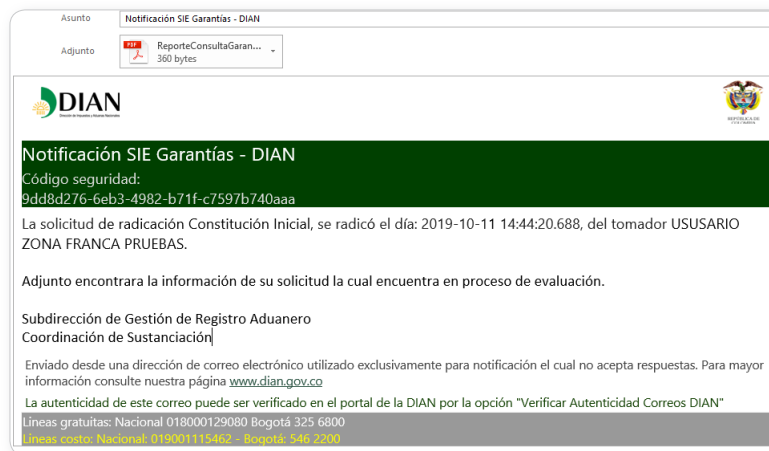 Asunto
Notificación SIE Garantías - DIAN
Adjunto
PDF
ReporteConsultaGaran...
360 bytes
DIAN
REPÚBLICA DE
Notificación SIE Garantías - DIAN
Código seguridad:
9dd8d276-6eb3-4982-b71f-c7597b740aaa
La solicitud de radicación Constitución Inicial, se radicó el día: 2019-10-11 14:44:20.688, del tomador USUSARIO
ZONA FRANCA PRUEBAS.
Adjunto encontrara la información de su solicitud la cual encuentra en proceso de evaluación.
Subdirección de Gestión de Registro Aduanero
Coordinación de Sustanciación
Enviado desde una dirección de correo electrónico utilizado exclusivamente para notificación el cual no acepta respuestas. Para mayor
información consulte nuestra página www.dian.gov.co
La autenticidad de este correo puede ser verificado en el portal de la DIAN por la opción "Verificar Autenticidad Correos DIAN"
Lineas gratuitas: Nacional 018000129080 Bogotá 325 6800
Lineas costo: Nacional: 019001115462 - Bogotá: 546 2200